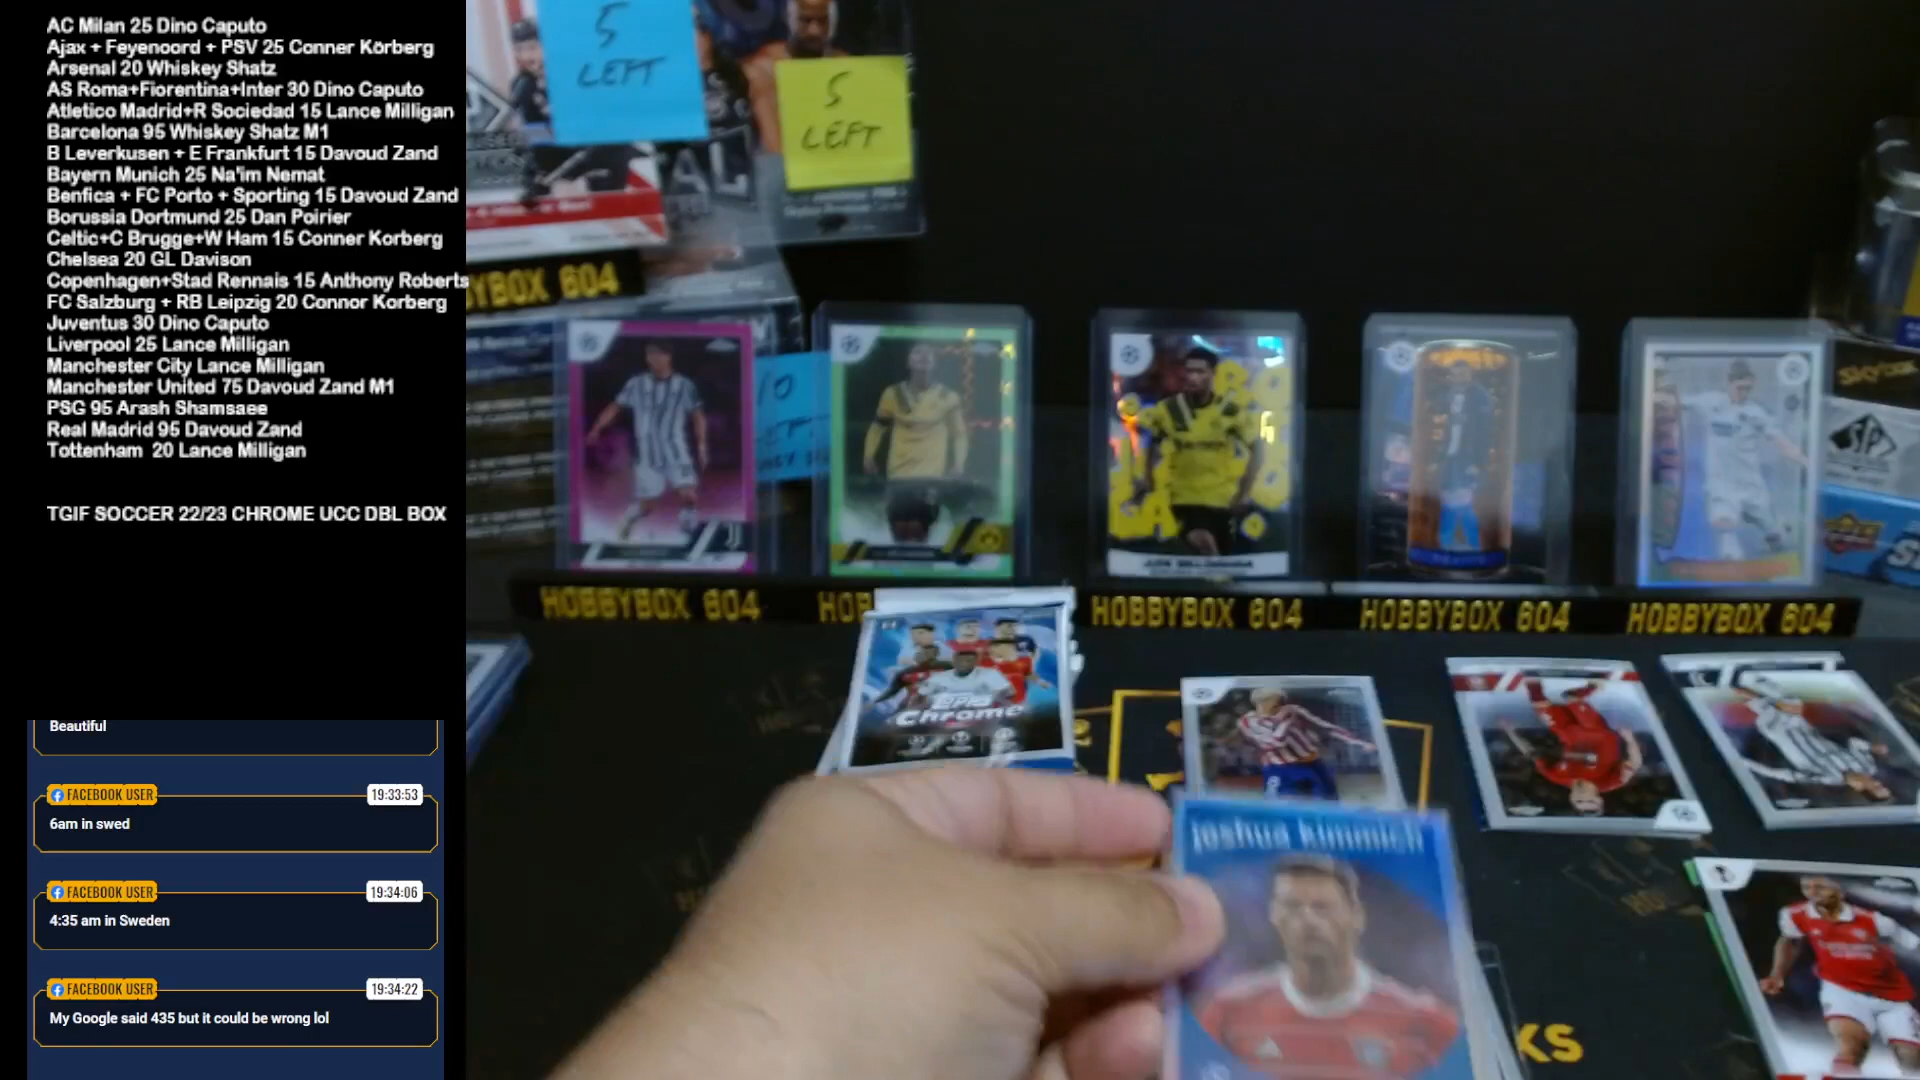 AC Milan 25 Dino Caputo
Ajax + Feyenoord + PSV 25 Conner Körberg
Arsenal 20 Whiskey Shatz
AS Roma+Fiorentina+Inter 30 Dino Caputo
Atletico Madrid+R Sociedad 15 Lance Milligan
Barcelona 95 Whiskey Shatz M1
B Leverkusen + E Frankfurt 15 Davoud Zand
Bayern Munich 25 Na'im Nemat
Benfica + FC Porto + Sporting 15 Davoud Zand
Borussia Dortmund 25 Dan Poirier
Celtic+C Brugge+W Ham 15 Conner Korberg
Chelsea 20 GL Davison
Copenhagen+Stad Rennais 15 Anthony Roberts
FC Salzburg + RB Leipzig 20 Connor Korberg
Juventus 30 Dino Caputo
Liverpool 25 Lance Milligan
Manchester City Lance Milligan
Manchester United 75 Davoud Zand M1
PSG 95 Arash Shamsaee
Real Madrid 95 Davoud Zand
Tottenham 20 Lance Milligan
TGIF SOCCER 22/23 CHROME UCC DBL BOX
Beautiful
FACEBOOK USER 19:33:53
6am in swed
FACEBOOK USER 19:34:06
4:35 am in Sweden
FACEBOOK USER 19:34:22
My Google said 435 but it could be wrong lol
5
LEFT
5
LEFT
YBOX 604
10
Skybox
SP
HOBBYBOX 604
HOB
HOBBYBOX 604
HOBBYBOX 604
HOBBYBOX 604
Chrome
joshua kimmich
KS